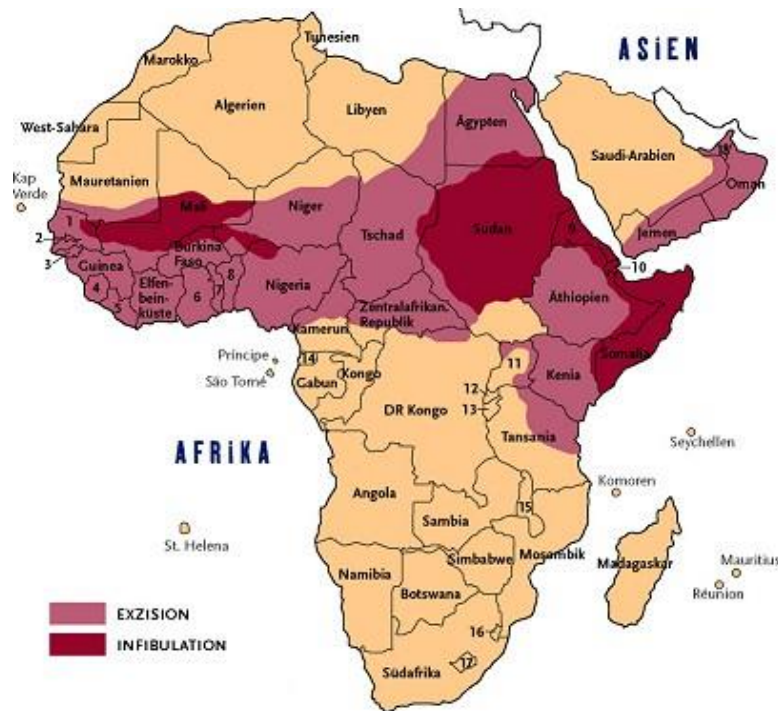 ASiEN
Tunesien
Marokko
Algerien
Libyen
Ägypten
West-Sahara
Saudi-Arabien
18
Mauretanien
Kap
Verde
Mali
Niger
Oman
Tschad
Sudan
Jemen
1
9
2
Burkina
Faso
10
3
Guinea
8
Elfen-
bein-
küste
7
4
5
6
Nigeria
Äthiopien
Zentralafrikan.
Republik
Kamerun
Somalia
Príncipe
14
11
Kenia
São Tomé
Gabun
Kongo
12
13
DR Kongo
Tansania
AFRiKA
Seychellen
Komoren
Angola
15
Sambia
St. Helena
Mosambik
Simbabwe
Madagaskar
Mauritius
Namibia
Réunion
Botswana
EXZISION
16
INFIBULATION
17
Südafrika